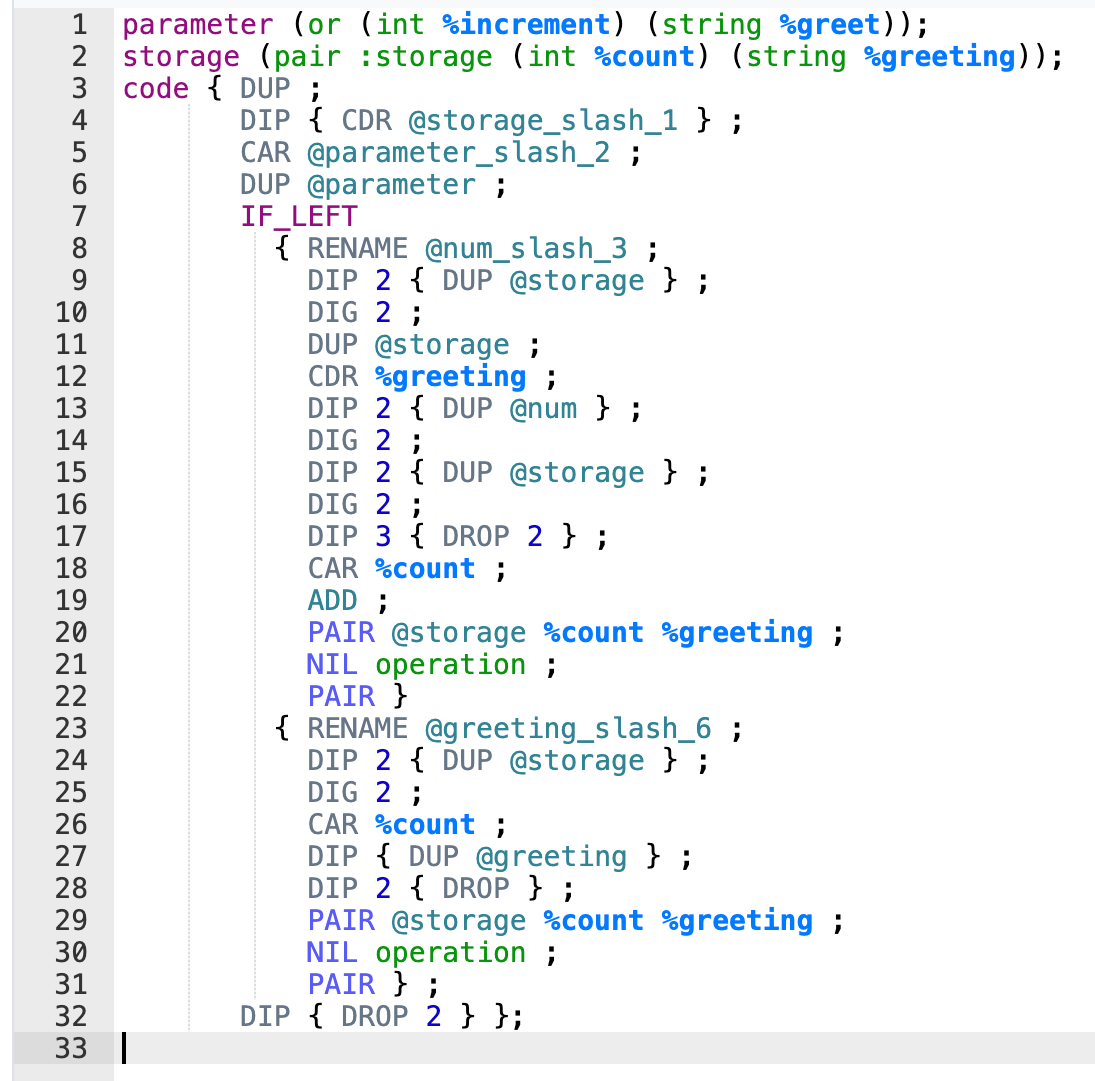 1 parameter (or (int %increment) (string %greet));
2 storage (pair :storage (int %count) (string %greeting));
3 code { DUP ;
4 DIP { CDR @storage_slash_1 } ;
5 CAR @parameter_slash_2 ;
6 DUP @parameter ;
7 IF_LEFT
8 { RENAME @num_slash_3 ;
9 DIP 2 { DUP @storage } ;
10 DIG 2 ;
11 DUP @storage ;
12 CDR %greeting ;
13 DIP 2 { DUP @num } ;
14 DIG 2 ;
15 DIP 2 { DUP @storage } ;
16 DIG 2 ;
17 DIP 3 { DROP 2 } ;
18 CAR %count ;
19 ADD ;
20 PAIR @storage %count %greeting ;
21 NIL operation ;
22 PAIR }
23 { RENAME @greeting_slash_6 ;
24 DIP 2 { DUP @storage } ;
25 DIG 2 ;
26 CAR %count ;
27 DIP { DUP @greeting } ;
28 DIP 2 { DROP } ;
29 PAIR @storage %count %greeting ;
30 NIL operation ;
31 PAIR } ;
32 DIP { DROP 2 } };
33